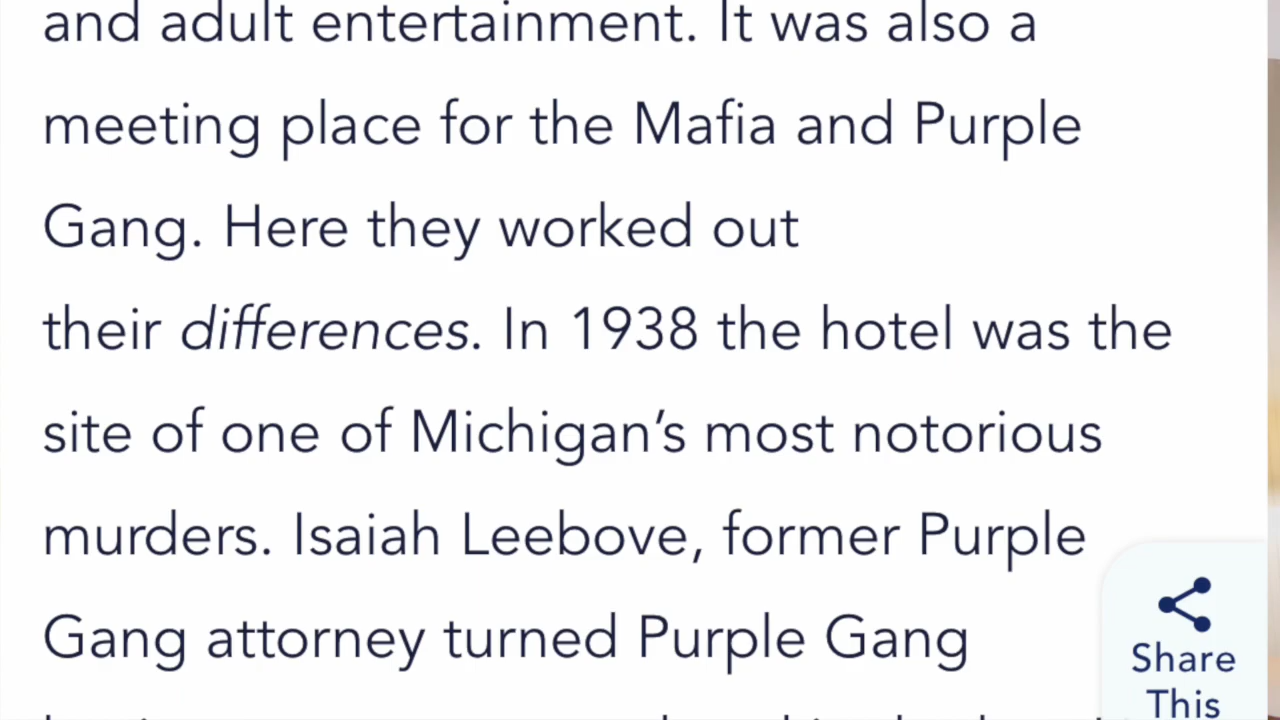 and adult entertainment. It was also a
meeting place for the Mafia and Purple
Gang. Here they worked out
their differences. In 1938 the hotel was the
site of one of Michigan’s most notorious
murders. Isaiah Leebove, former Purple
Gang attorney turned Purple Gang
Share
This